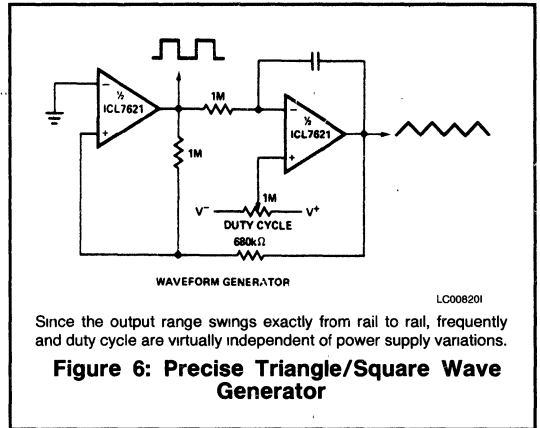 1M
½
ICL7621
−
+
1M
½
ICL7621
−
+
1M
V⁻
V⁺
DUTY CYCLE
680kΩ
WAVEFORM GENERATOR
LC00820I
Since the output range swings exactly from rail to rail, frequently
and duty cycle are virtually independent of power supply variations.
Figure 6: Precise Triangle/Square Wave
Generator